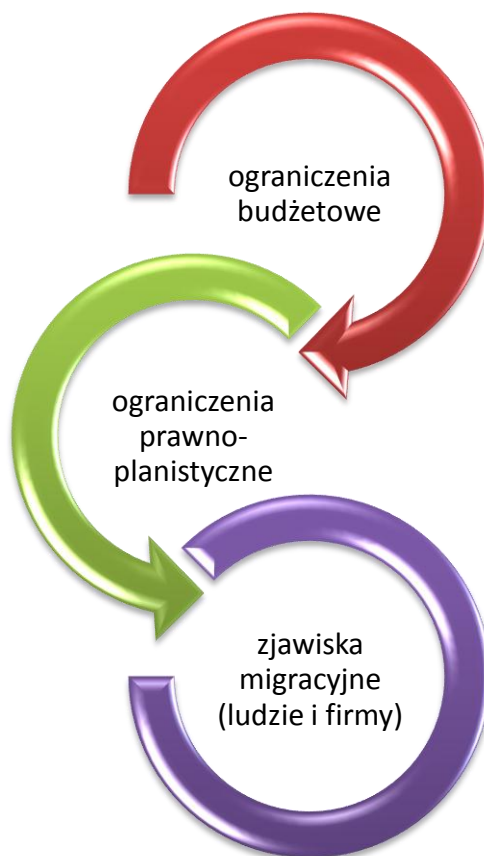 ograniczenia
budżetowe
ograniczenia
prawno-
planistyczne
zjawiska
migracyjne
(ludzie i firmy)